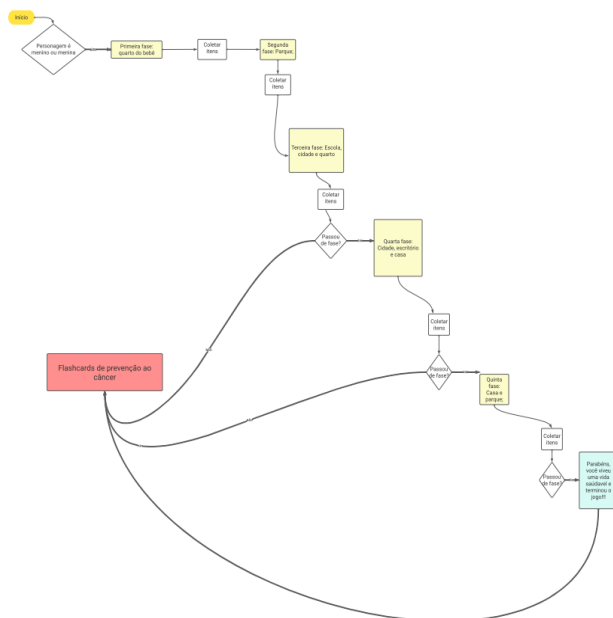 Início
Personagem é
menino ou menina
Primeira fase:
quarto do bebê
Coletar
itens
Segunda
fase: Parque;
Coletar
itens
Terceira fase: Escola,
cidade e quarto
Coletar
itens
Passou
de fase?
Quarta fase:
Cidade, escritório
e casa
Coletar
itens
Flashcards de prevenção ao
câncer
Passou
de fase?
Quinta
fase:
Casa e
parque;
Coletar
itens
Passou
de fase?
Parabéns,
você viveu
uma vida
saudável e
terminou o
jogo!!!